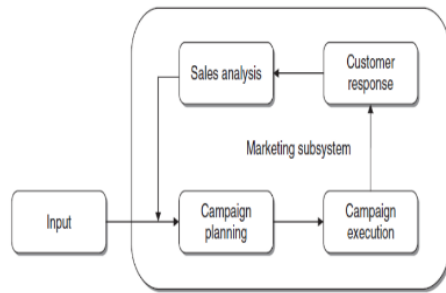 Sales analysis
Customer
response
Marketing subsystem
Input
Campaign
planning
Campaign
execution